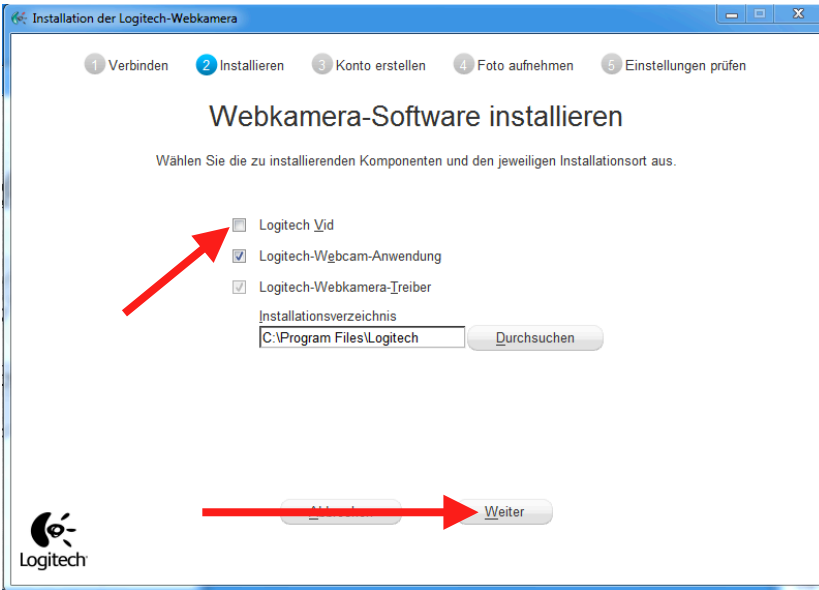 Installation der Logitech-Webkamera
1 Verbinden 2 Installieren 3 Konto erstellen 4 Foto aufnehmen 5 Einstellungen prüfen
Webkamera-Software installieren
Wählen Sie die zu installierenden Komponenten und den jeweiligen Installationsort aus.
Logitech Vid
Logitech-Webcam-Anwendung
Logitech-Webkamera-Treiber
Installationsverzeichnis
C:\Program Files\Logitech Durchsuchen
Weiter
Logitech